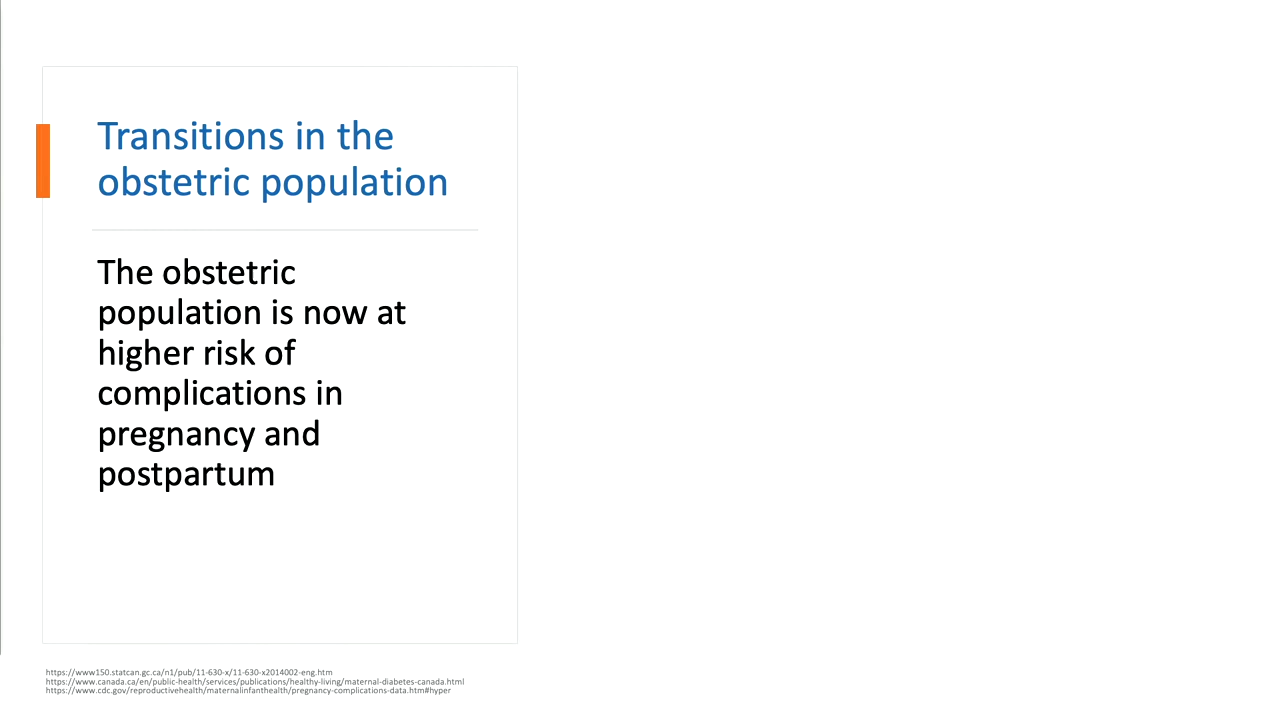 Transitions in the
obstetric population
The obstetric
population is now at
higher risk of
complications in
pregnancy and
postpartum
https://www150.statcan.gc.ca/n1/pub/11-630-x/11-630-x2014002-eng.htm
https://www.canada.ca/en/public-health/services/publications/healthy-living/maternal-diabetes-canada.html
https://www.cdc.gov/reproductivehealth/maternalinfanthealth/pregnancy-complications-data.htm#hyper